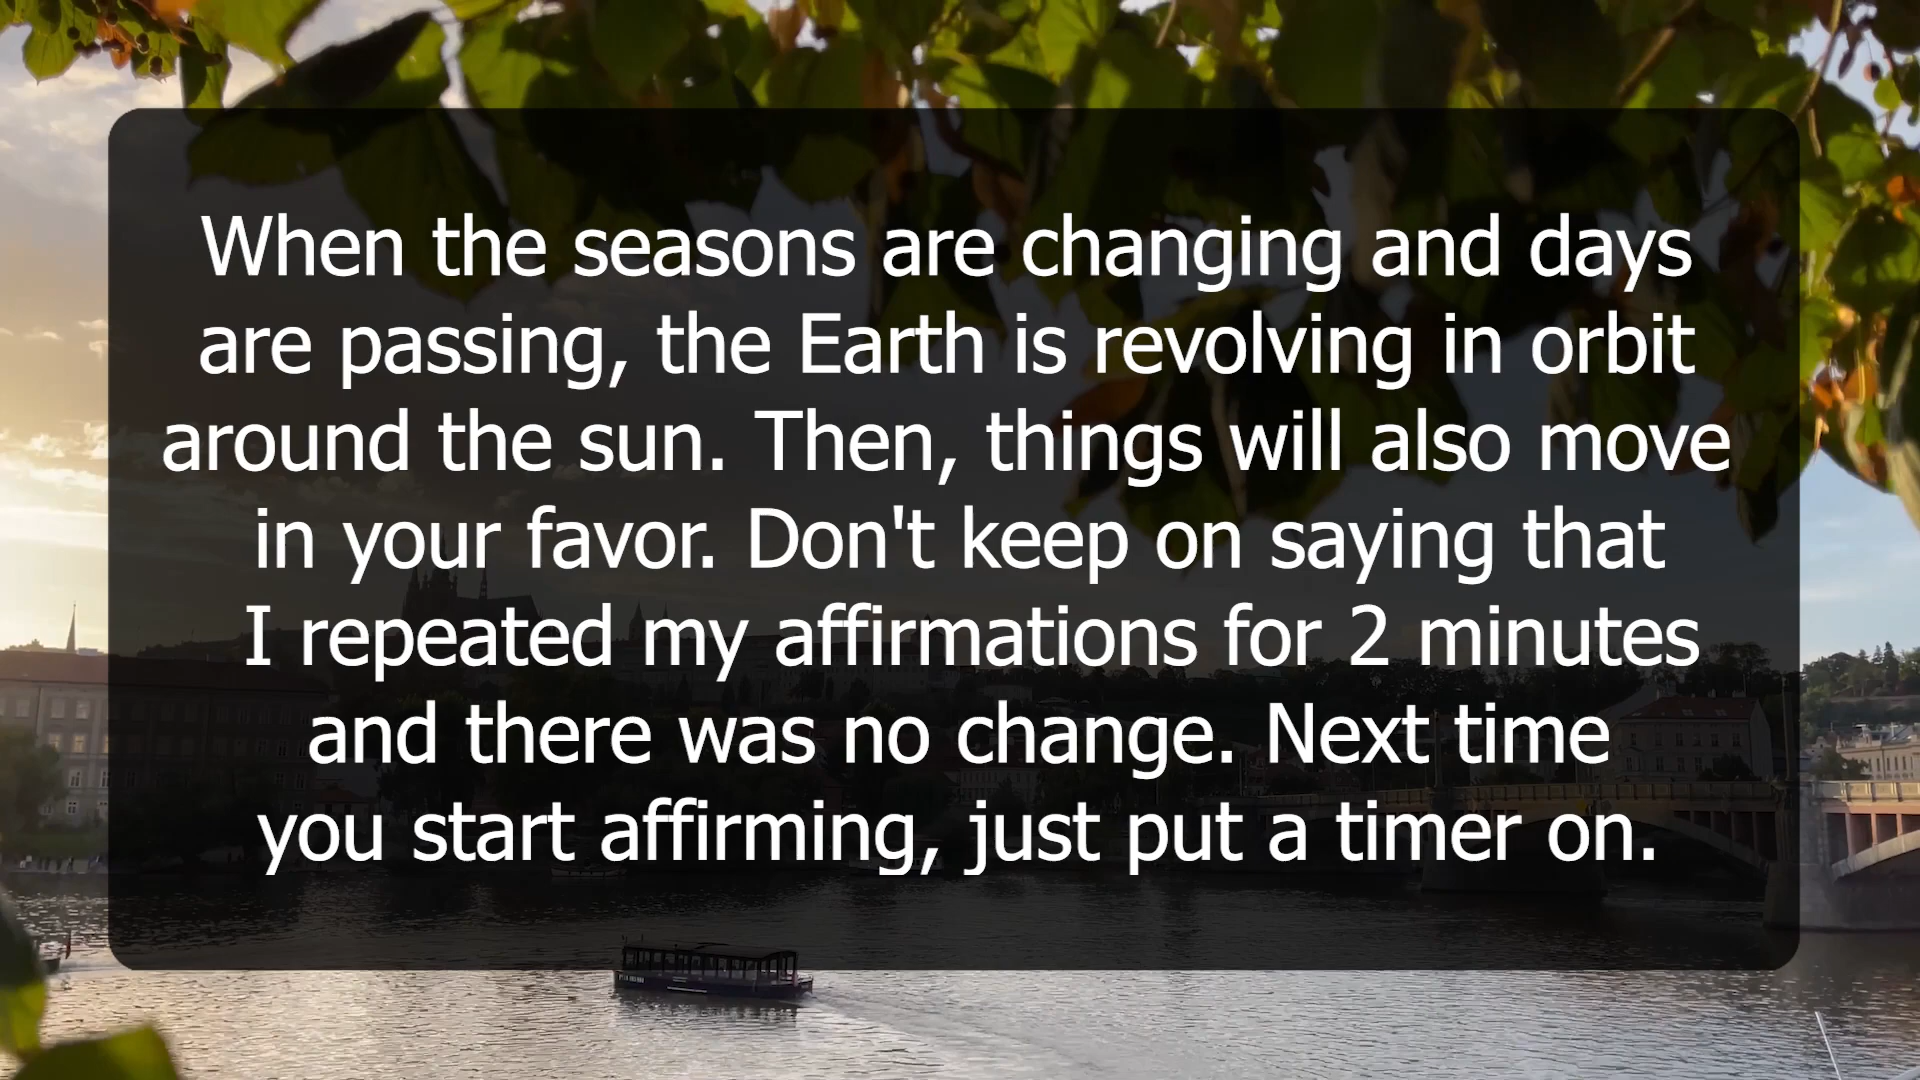 When the seasons are changing and days
are passing, the Earth is revolving in orbit
around the sun. Then, things will also move
in your favor. Don't keep on saying that
I repeated my affirmations for 2 minutes
and there was no change. Next time
you start affirming, just put a timer on.